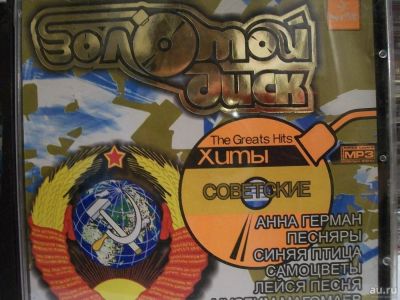 золотой
диск
The Greats Hits
Хиты
СОВЕТСКИЕ
MP3
АННА ГЕРМАН
ПЕСНЯРЫ
СИНЯЯ ПТИЦА
САМОЦВЕТЫ
ЛЕЙСЯ ПЕСНЯ
au.ru